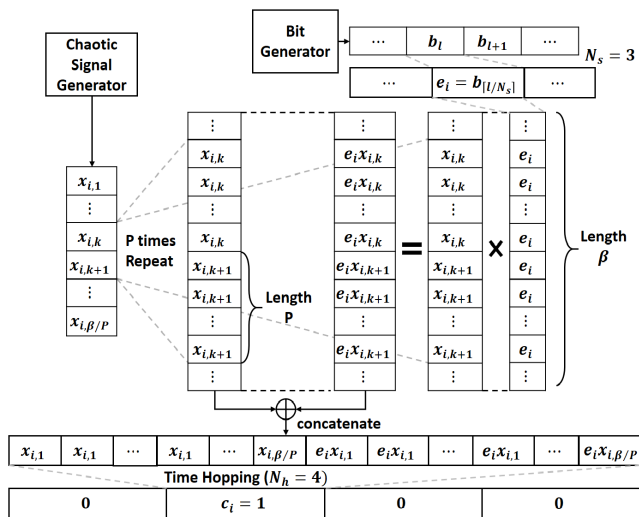 Chaotic
Signal
Generator
Bit
Generator
⋯ b_l b_{l+1} ⋯
N_s = 3
⋯ e_i = b_{⌈l/N_s⌉} ⋯
x_{i,1}
⋮
x_{i,k}
x_{i,k+1}
⋮
x_{i,β/P}
P times
Repeat
⋮
x_{i,k}
x_{i,k}
⋮
x_{i,k}
x_{i,k+1}
x_{i,k+1}
⋮
x_{i,k+1}
⋮
Length
P
⋮
e_i x_{i,k}
e_i x_{i,k}
⋮
e_i x_{i,k}
e_i x_{i,k+1}
e_i x_{i,k+1}
⋮
e_i x_{i,k+1}
⋮
=
⋮
x_{i,k}
x_{i,k}
⋮
x_{i,k}
x_{i,k+1}
x_{i,k+1}
⋮
x_{i,k+1}
⋮
×
⋮
e_i
e_i
⋮
e_i
e_i
e_i
⋮
e_i
⋮
Length
β
concatenate
x_{i,1} x_{i,1} ⋯ x_{i,1} ⋯ x_{i,β/P} e_i x_{i,1} e_i x_{i,1} ⋯ e_i x_{i,1} ⋯ e_i x_{i,β/P}
Time Hopping (N_h = 4)
0 c_i = 1 0 0